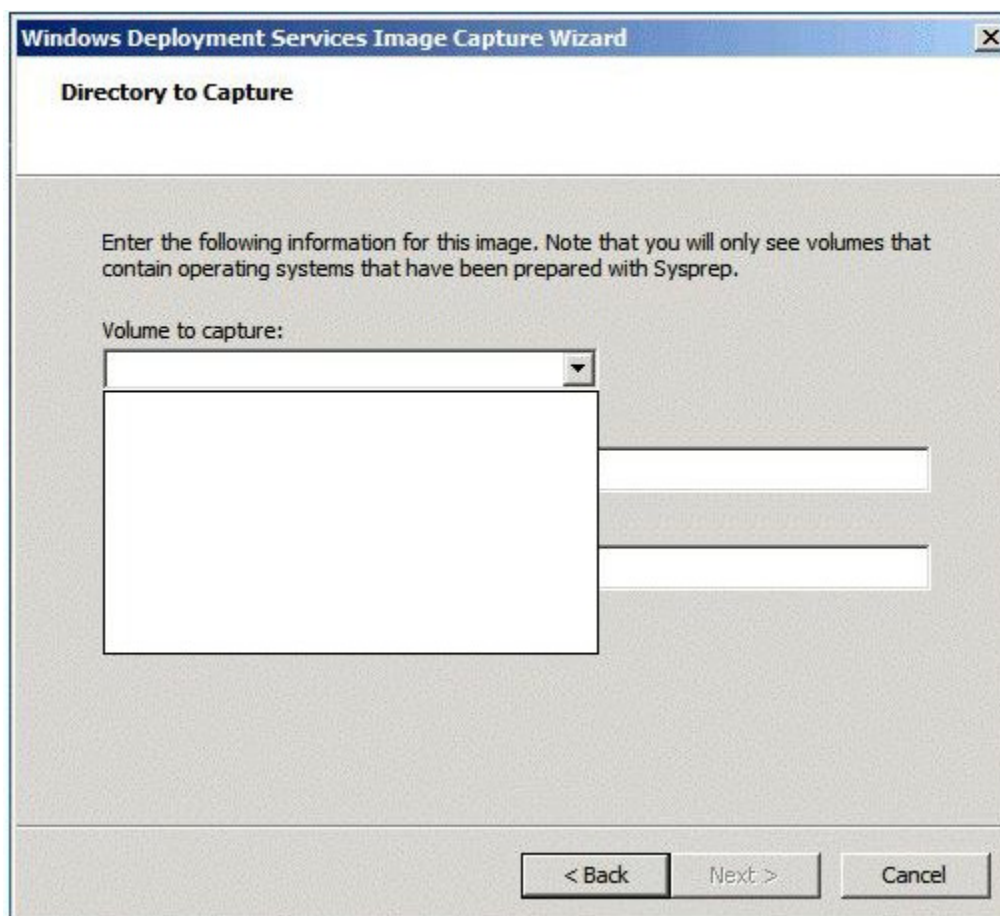 Windows Deployment Services Image Capture Wizard
Directory to Capture
Enter the following information for this image. Note that you will only see volumes that
contain operating systems that have been prepared with Sysprep.
Volume to capture:
< Back Next > Cancel